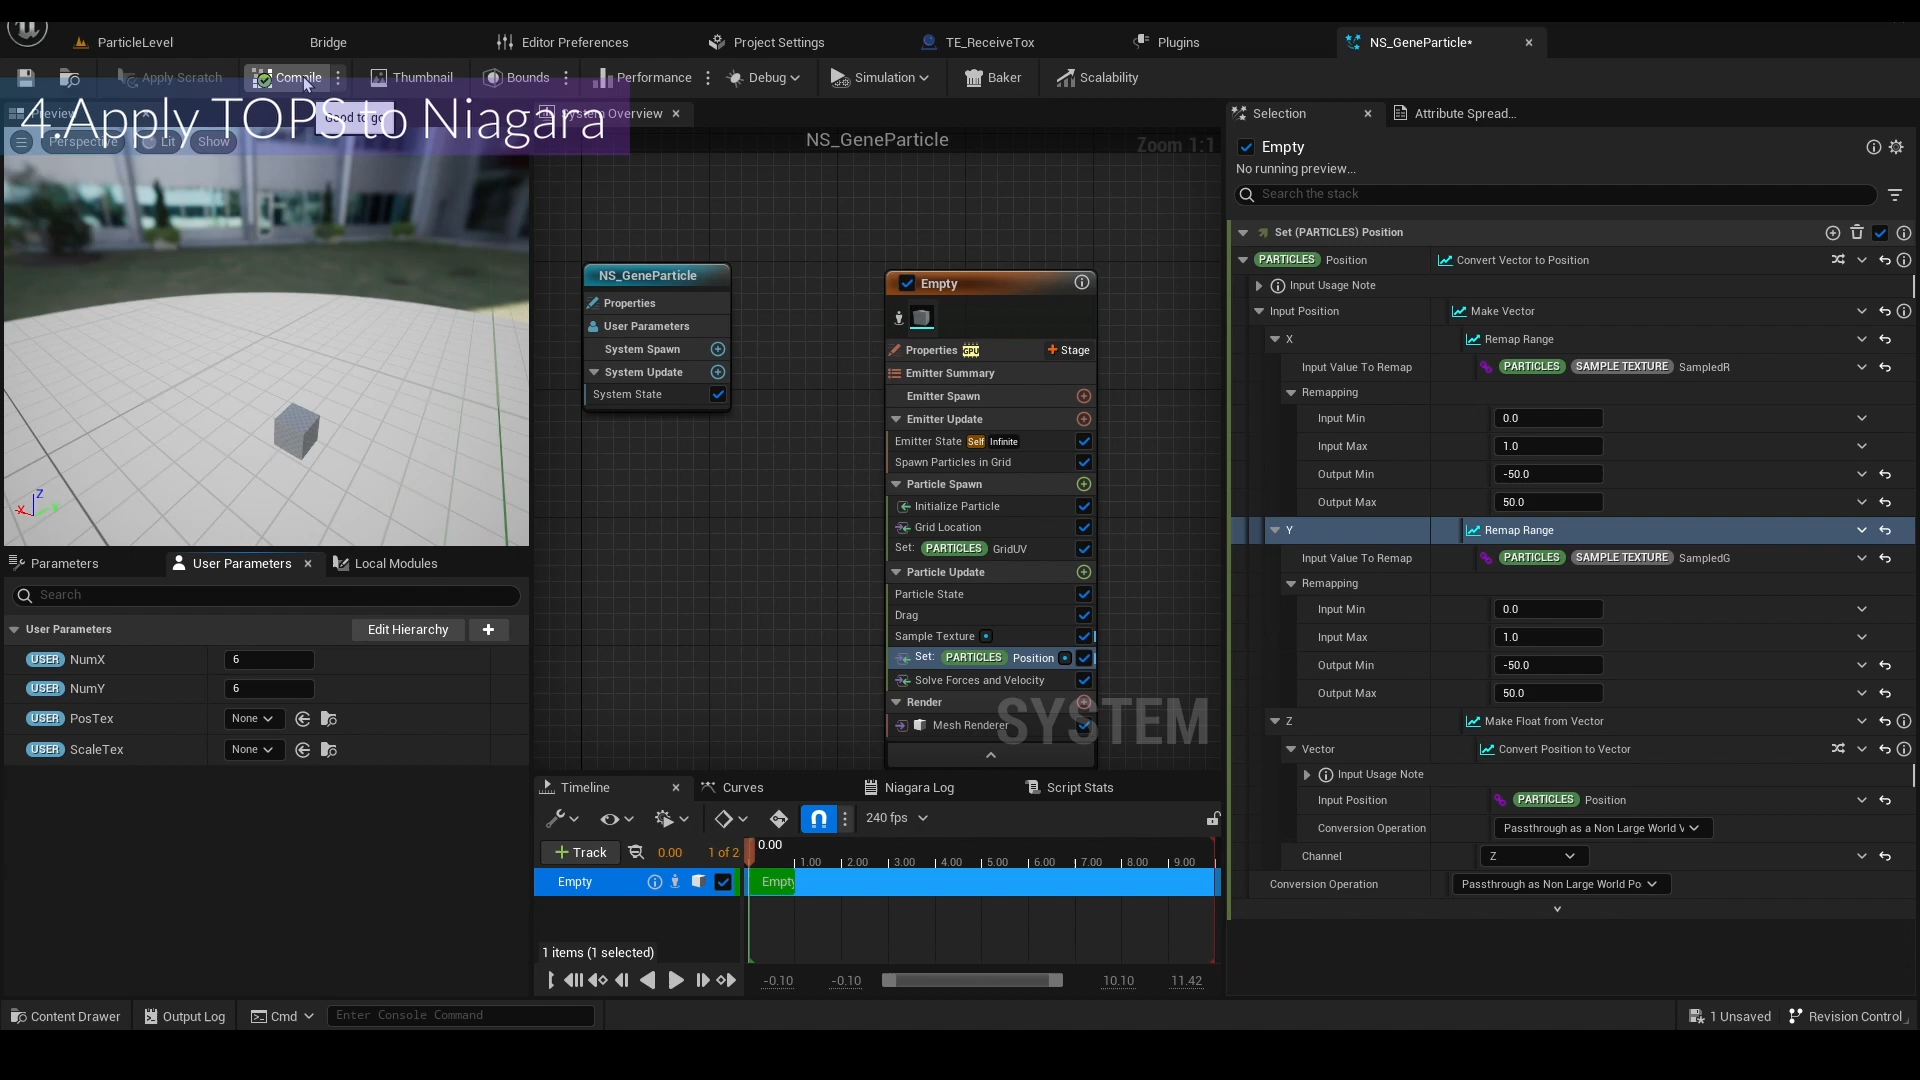 ParticleLevel
Bridge
Editor Preferences
Project Settings
TE_ReceiveTox
Plugins
NS_GeneParticle*
Apply Scratch
Compile
Thumbnail
Bounds
Performance
Debug
Simulation
Baker
Scalability
4.Apply TOPS to Niagara
Preview
Perspective
Lit
Show
System Overview
NS_GeneParticle
Zoom 1:1
NS_GeneParticle
Properties
User Parameters
System Spawn
System Update
System State
Empty
Properties GPU
Stage
Emitter Summary
Emitter Spawn
Emitter Update
Emitter State Self Infinite
Spawn Particles in Grid
Particle Spawn
Initialize Particle
Grid Location
Set: PARTICLES GridUV
Particle Update
Particle State
Drag
Sample Texture
Set: PARTICLES Position
Solve Forces and Velocity
Render
Mesh Renderer
SYSTEM
Selection
Attribute Spread...
Empty
No running preview...
Search the stack
Set (PARTICLES) Position
PARTICLES Position
Convert Vector to Position
Input Usage Note
Input Position
Make Vector
X
Remap Range
Input Value To Remap
PARTICLES SAMPLE TEXTURE SampledR
Remapping
Input Min
0.0
Input Max
1.0
Output Min
-50.0
Output Max
50.0
Y
Remap Range
Input Value To Remap
PARTICLES SAMPLE TEXTURE SampledG
Remapping
Input Min
0.0
Input Max
1.0
Output Min
-50.0
Output Max
50.0
Z
Make Float from Vector
Vector
Convert Position to Vector
Input Usage Note
Input Position
PARTICLES Position
Conversion Operation
Passthrough as a Non Large World V
Channel
Z
Conversion Operation
Passthrough as Non Large World Po
X
Z
Parameters
User Parameters
Local Modules
Search
User Parameters
Edit Hierarchy
USER NumX
6
USER NumY
6
USER PosTex
None
USER ScaleTex
None
Timeline
Curves
Niagara Log
Script Stats
240 fps
Track
0.00
1 of 2
0.00
1.00
2.00
3.00
4.00
5.00
6.00
7.00
8.00
9.00
Empty
Empty
1 items (1 selected)
-0.10
-0.10
10.10
11.42
Content Drawer
Output Log
Cmd
Enter Console Command
1 Unsaved
Revision Control